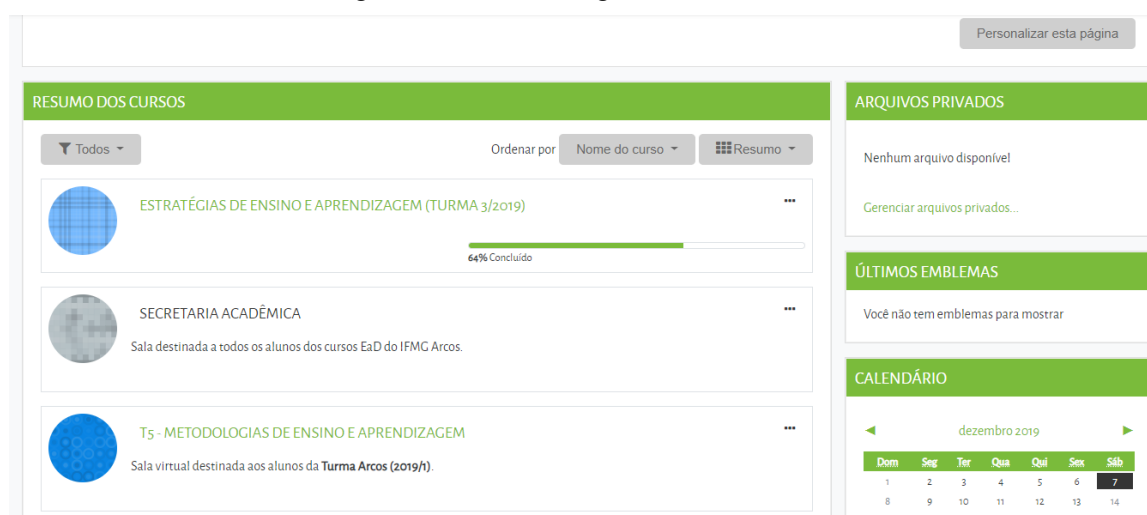 Personalizar esta página
RESUMO DOS CURSOS
Todos
Ordenar por
Nome do curso
Resumo
ESTRATÉGIAS DE ENSINO E APRENDIZAGEM (TURMA 3/2019)
64% Concluído
SECRETARIA ACADÊMICA
Sala destinada a todos os alunos dos cursos EaD do IFMG Arcos.
T5 - METODOLOGIAS DE ENSINO E APRENDIZAGEM
Sala virtual destinada aos alunos da Turma Arcos (2019/1).
ARQUIVOS PRIVADOS
Nenhum arquivo disponível
Gerenciar arquivos privados...
ÚLTIMOS EMBLEMAS
Você não tem emblemas para mostrar
CALENDÁRIO
dezembro 2019
Dom Seg Ter Qua Qui Sex Sáb
1 2 3 4 5 6 7
8 9 10 11 12 13 14